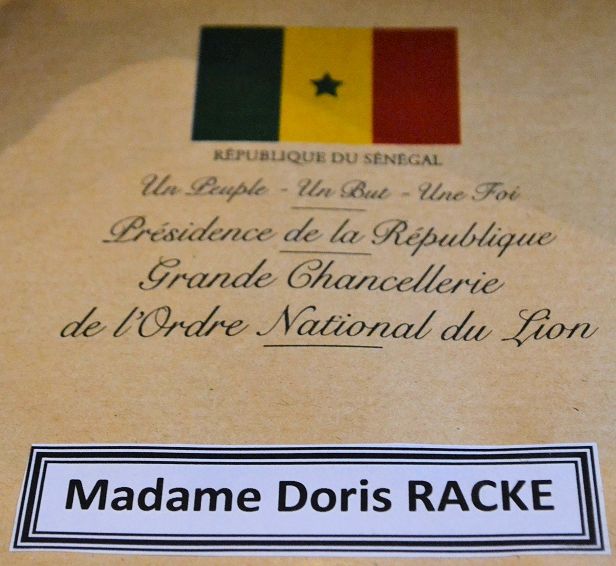 RÉPUBLIQUE DU SÉNÉGAL
Un Peuple - Un But - Une Foi
Présidence de la République
Grande Chancellerie
de l'Ordre National du Lion
Madame Doris RACKE